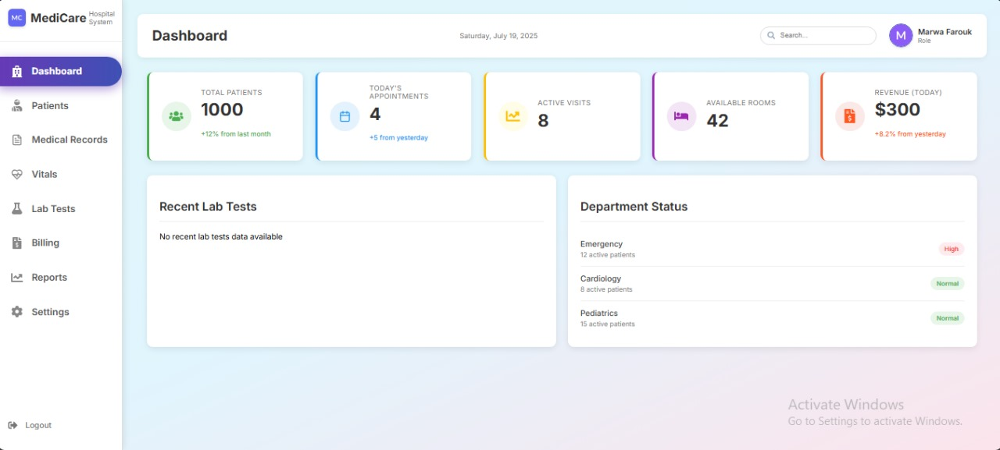 MC MediCare Hospital System
Dashboard
Patients
Medical Records
Vitals
Lab Tests
Billing
Reports
Settings
Logout
Dashboard
Saturday, July 19, 2025
Search...
M
Marwa Farouk
Role
TOTAL PATIENTS
1000
+12% from last month
TODAY'S
APPOINTMENTS
4
+5 from yesterday
ACTIVE VISITS
8
AVAILABLE ROOMS
42
REVENUE (TODAY)
$300
+8.2% from yesterday
Recent Lab Tests
No recent lab tests data available
Department Status
Emergency
12 active patients
High
Cardiology
8 active patients
Normal
Pediatrics
15 active patients
Normal
Activate Windows
Go to Settings to activate Windows.